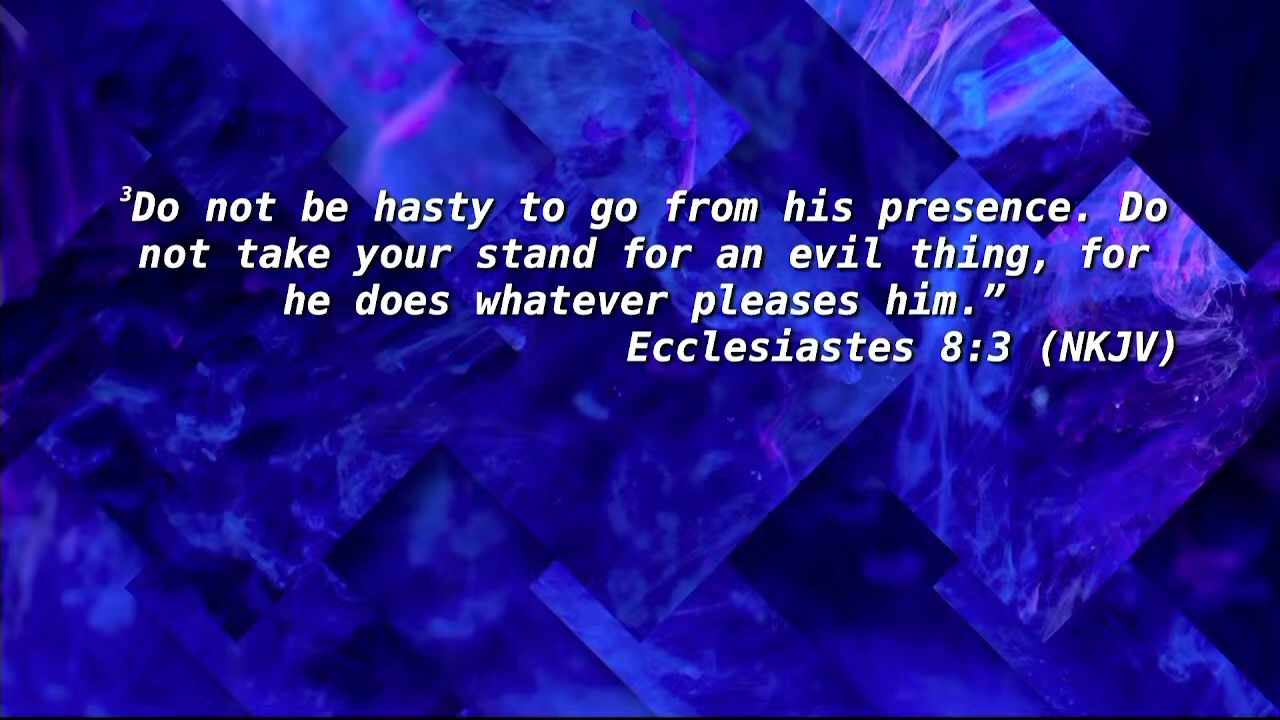 ³Do not be hasty to go from his presence. Do
not take your stand for an evil thing, for
he does whatever pleases him.”
Ecclesiastes 8:3 (NKJV)